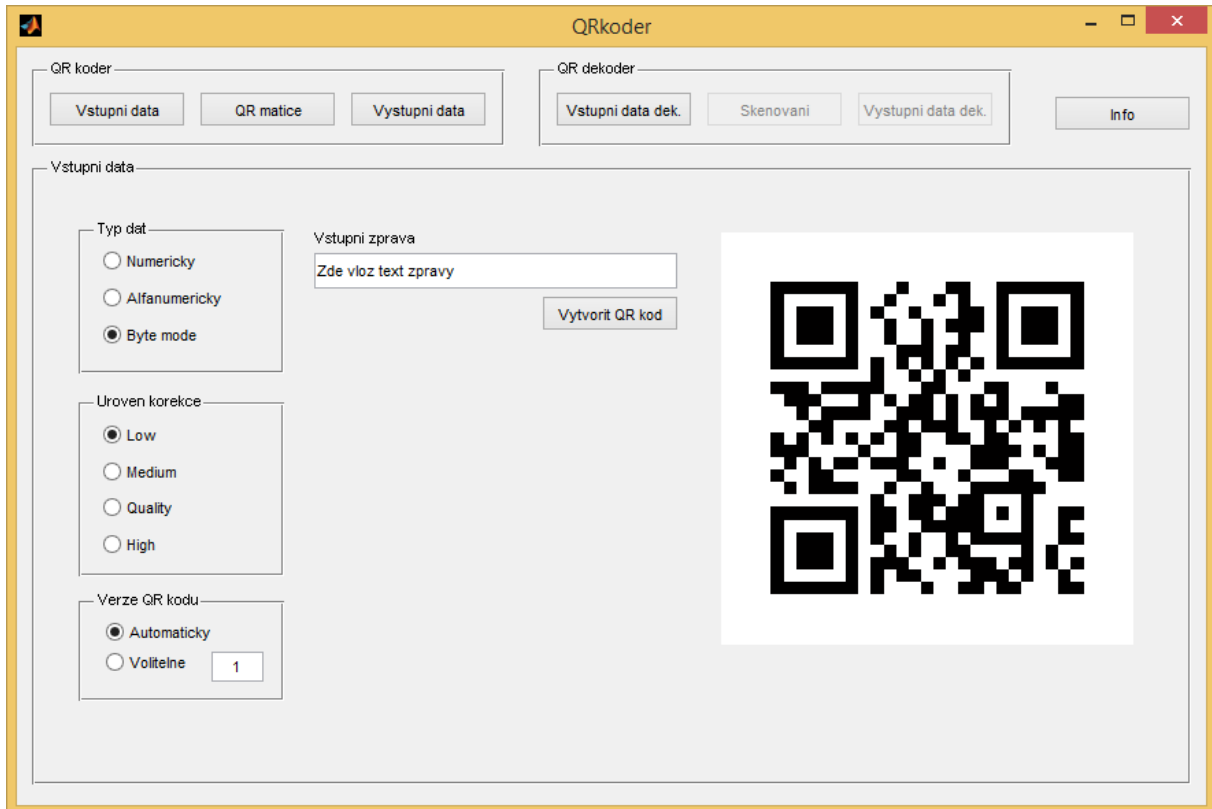 QRkoder
QR koder
QR dekoder
Vstupni data
QR matice
Vystupni data
Vstupni data dek.
Skenovani
Vystupni data dek.
Info
Vstupni data
Typ dat
Numericky
Alfanumericky
Byte mode
Vstupni zprava
Zde vloz text zpravy
Vytvorit QR kod
Uroven korekce
Low
Medium
Quality
High
Verze QR kodu
Automaticky
Volitelne
1